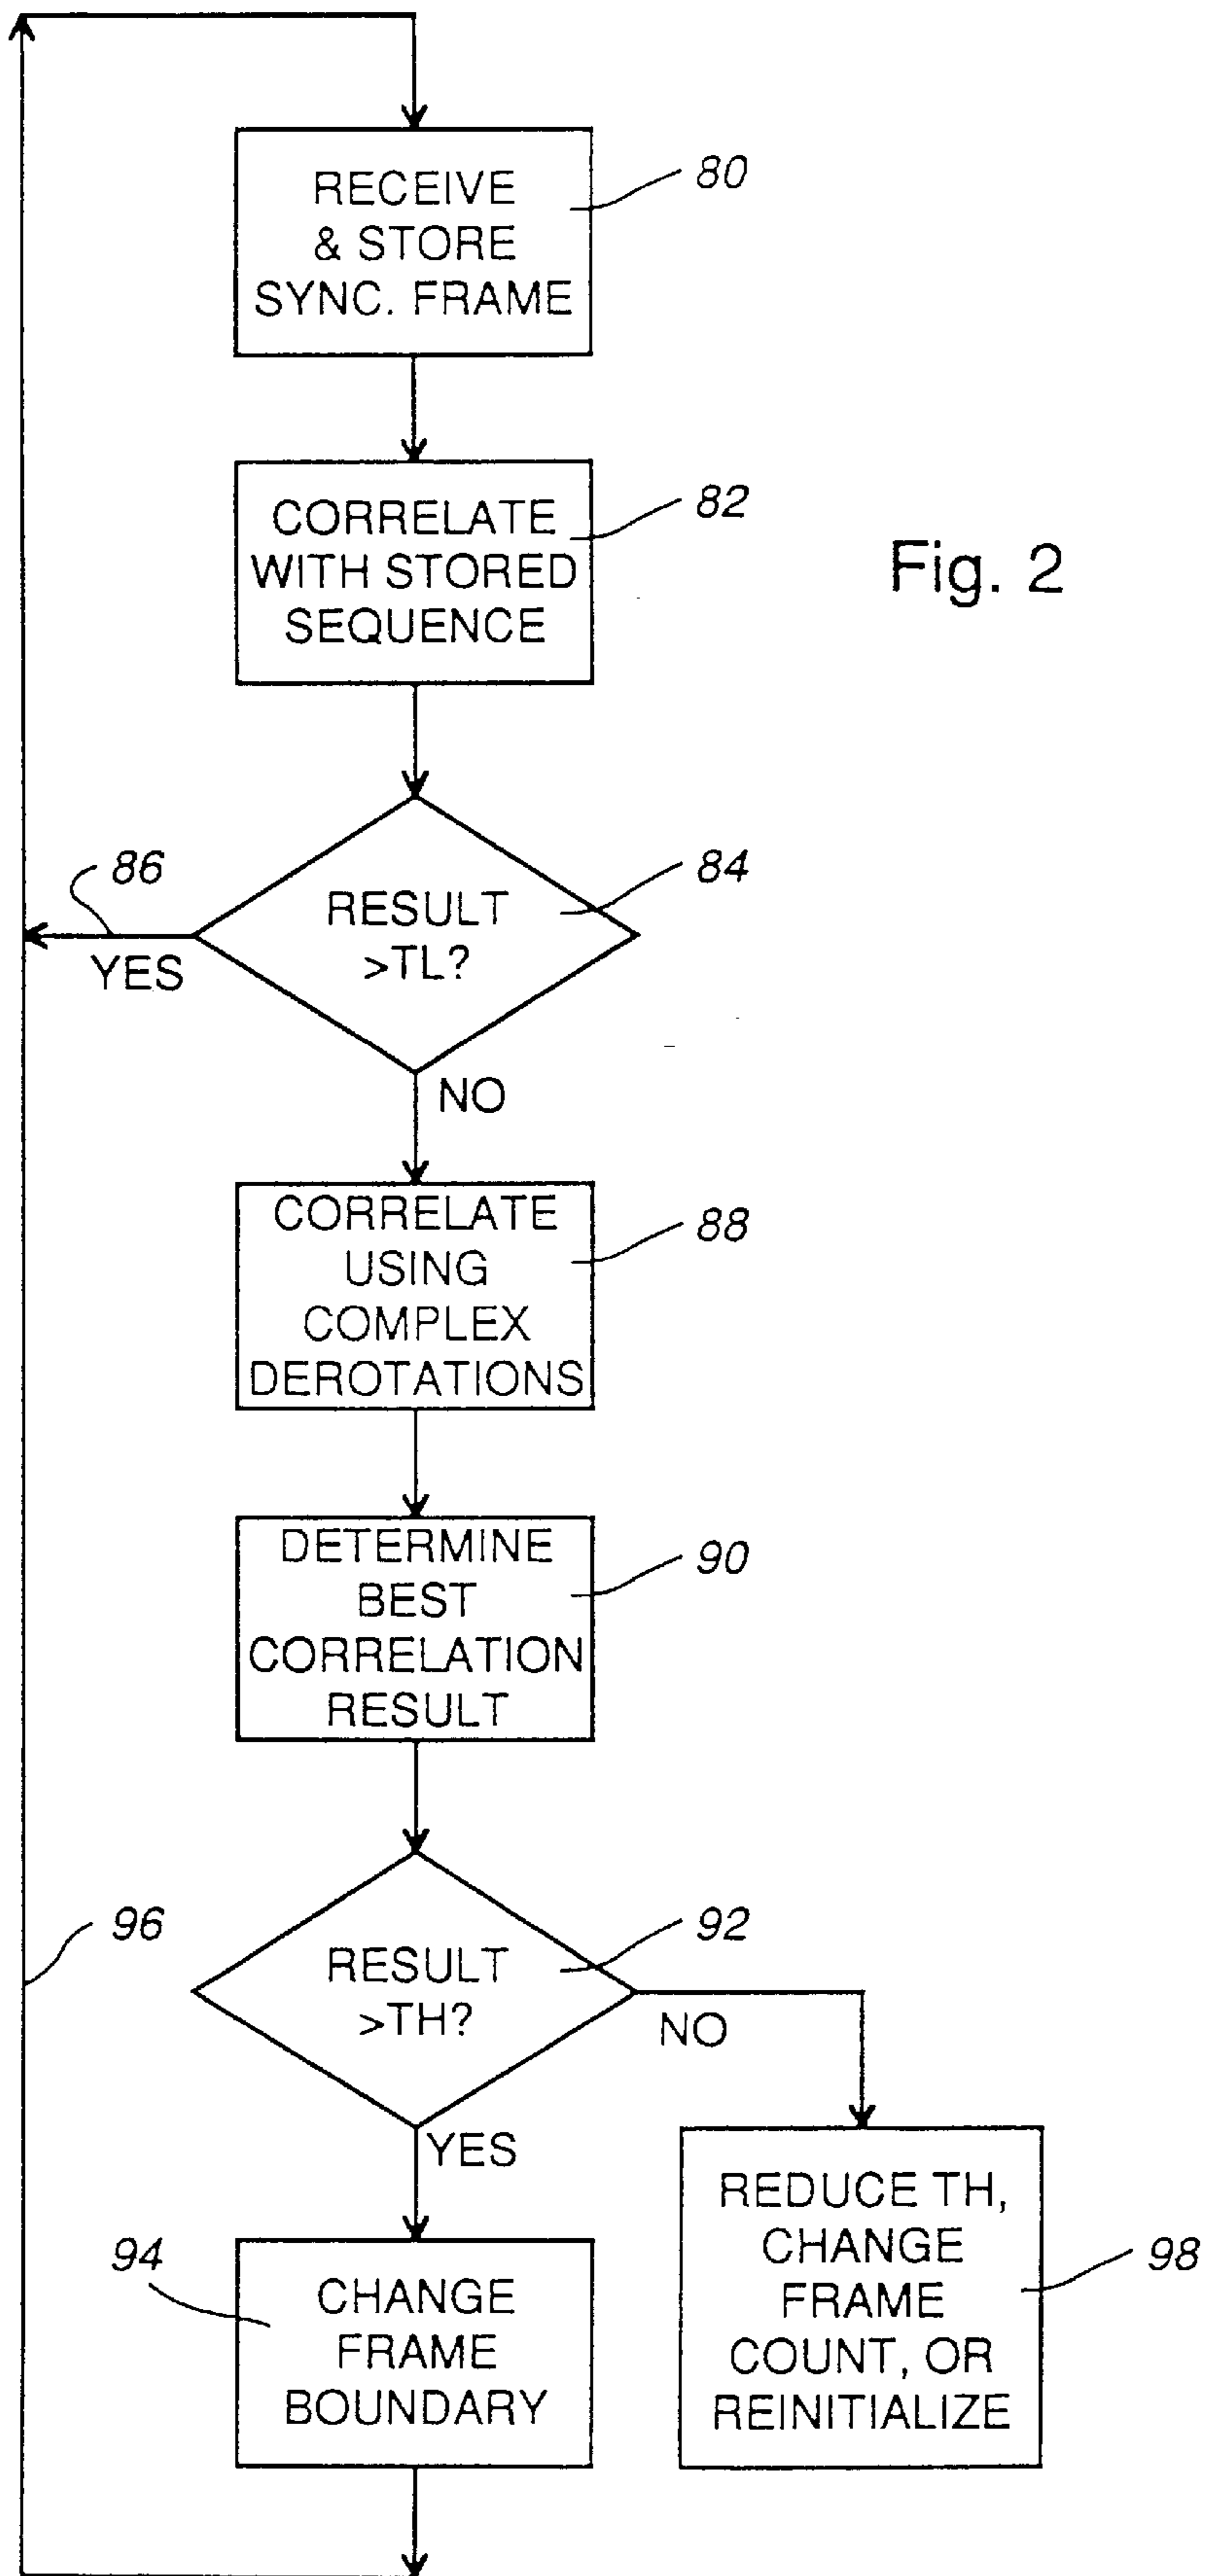 RECEIVE
& STORE
SYNC. FRAME
80
CORRELATE
WITH STORED
SEQUENCE
82
Fig. 2
RESULT
>TL?
84
86
YES
NO
CORRELATE
USING
COMPLEX
DEROTATIONS
88
DETERMINE
BEST
CORRELATION
RESULT
90
RESULT
>TH?
92
96
NO
YES
CHANGE
FRAME
BOUNDARY
94
REDUCE TH,
CHANGE
FRAME
COUNT, OR
REINITIALIZE
98